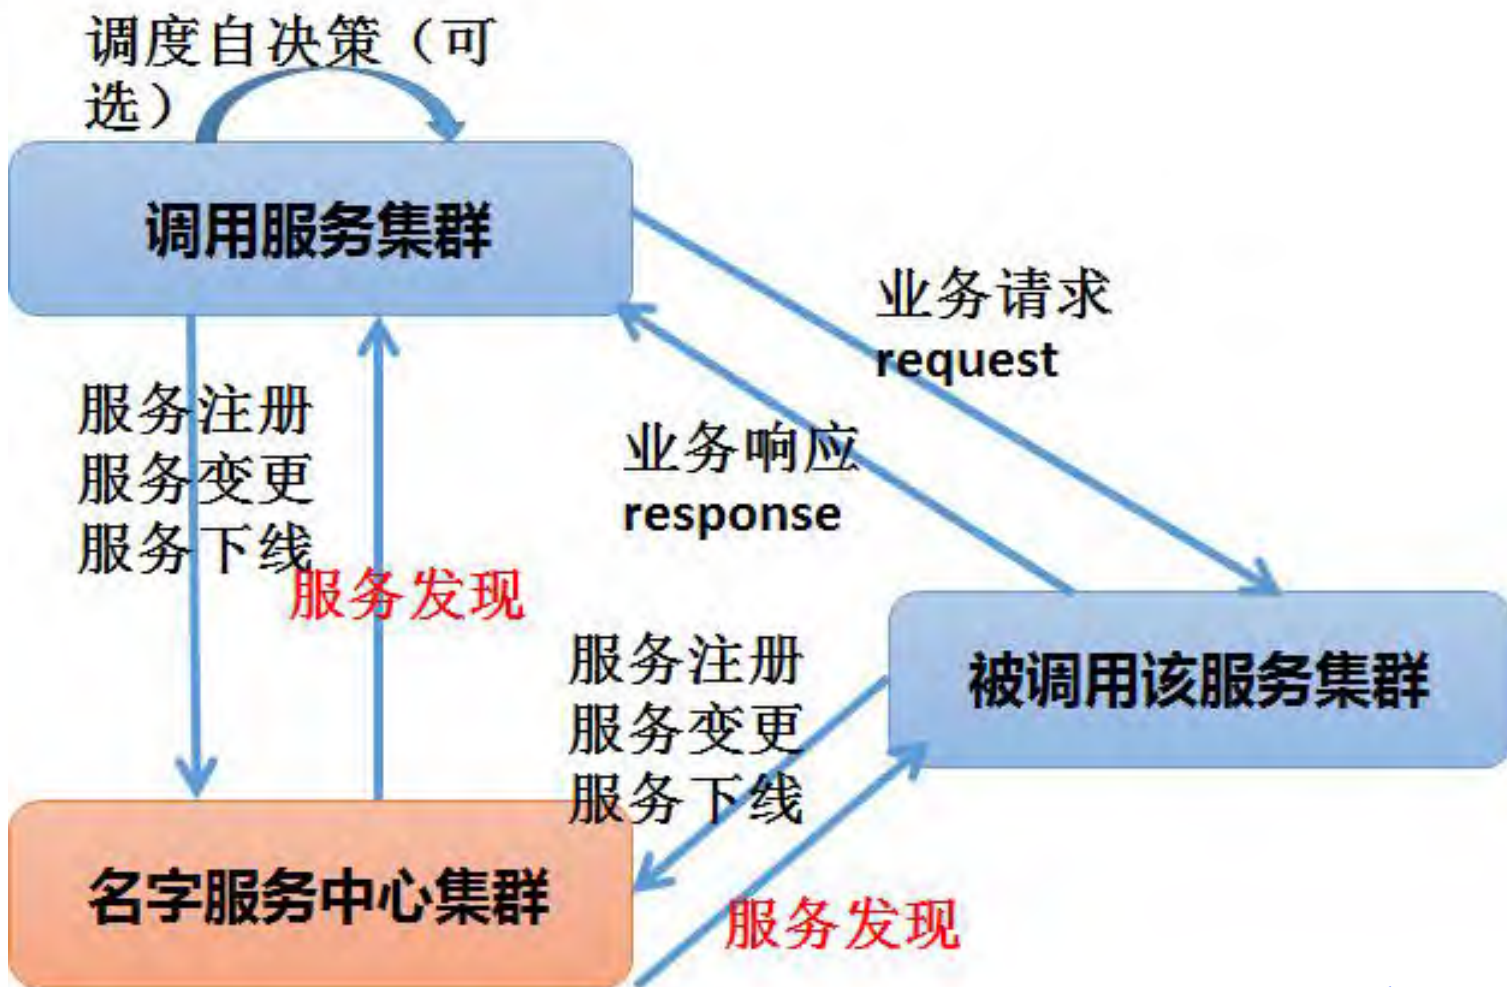 调度自决策（可
选）
调用服务集群
业务请求
request
服务注册
服务变更
服务下线
业务响应
response
服务发现
服务注册
服务变更
服务下线
被调用该服务集群
名字服务中心集群
服务发现